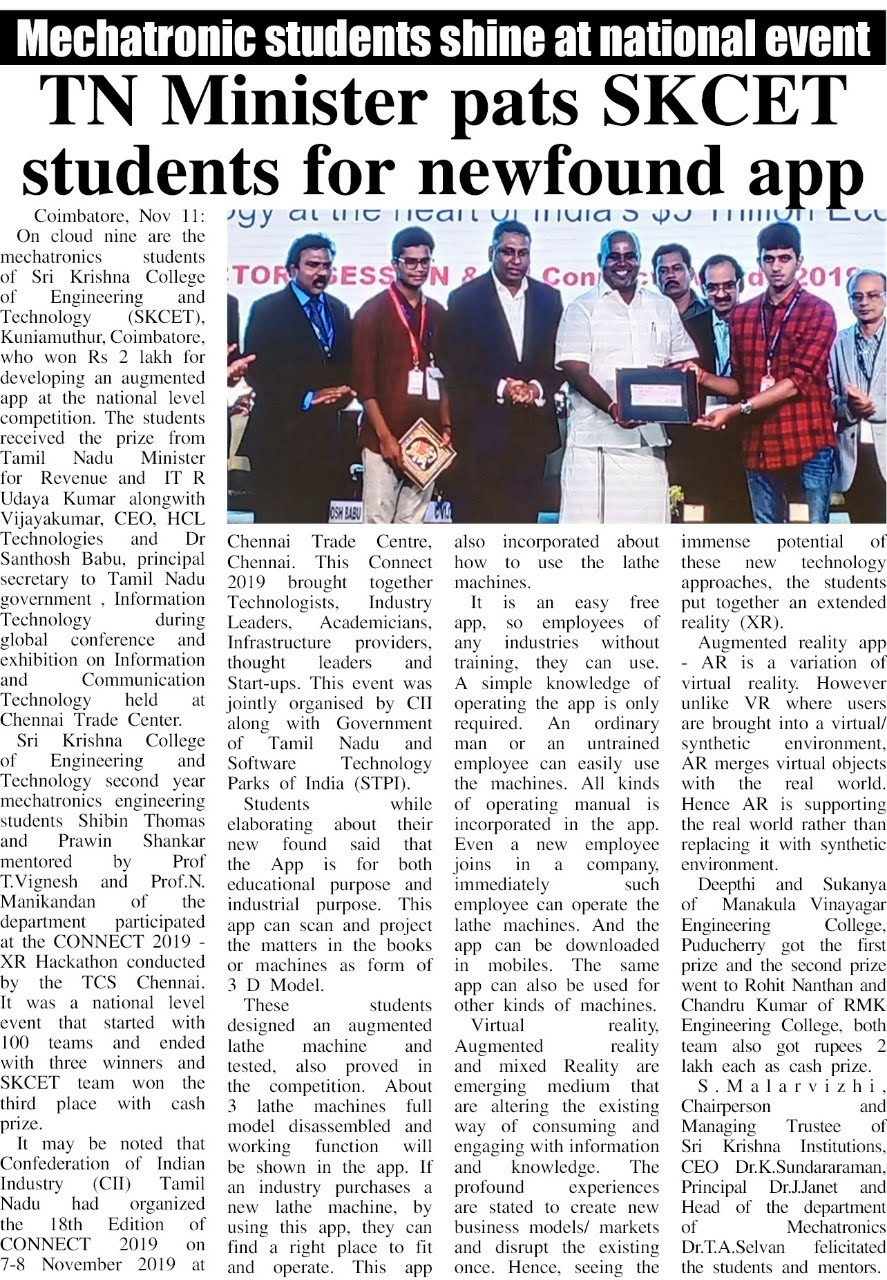 Mechatronic students shine at national event
TN Minister pats SKCET
students for newfound app
Coimbatore, Nov 11:
On cloud nine are the
mechatronics students
of Sri Krishna College
of Engineering and
Technology (SKCET),
Kuniamuthur, Coimbatore,
who won Rs 2 lakh for
developing an augmented
app at the national level
competition. The students
received the prize from
Tamil Nadu Minister
for Revenue and IT R
Udaya Kumar alongwith
Vijayakumar, CEO, HCL
Technologies and Dr
Santhosh Babu, principal
secretary to Tamil Nadu
government , Information
Technology during
global conference and
exhibition on Information
and Communication
Technology held at
Chennai Trade Center.
Sri Krishna College
of Engineering and
Technology second year
mechatronics engineering
students Shibin Thomas
and Prawin Shankar
mentored by Prof
T.Vignesh and Prof.N.
Manikandan of the
department participated
at the CONNECT 2019 -
XR Hackathon conducted
by the TCS Chennai.
It was a national level
event that started with
100 teams and ended
with three winners and
SKCET team won the
third place with cash
prize.
It may be noted that
Confederation of Indian
Industry (CII) Tamil
Nadu had organized
the 18th Edition of
CONNECT 2019 on
7-8 November 2019 at
ogy at the heart of India's $5 Trillion Eco
TOR SESSION & Conn 2019
OSH BABU
Chennai Trade Centre,
Chennai. This Connect
2019 brought together
Technologists, Industry
Leaders, Academicians,
Infrastructure providers,
thought leaders and
Start-ups. This event was
jointly organised by CII
along with Government
of Tamil Nadu and
Software Technology
Parks of India (STPI).
Students while
elaborating about their
new found said that
the App is for both
educational purpose and
industrial purpose. This
app can scan and project
the matters in the books
or machines as form of
3 D Model.
These students
designed an augmented
lathe machine and
tested, also proved in
the competition. About
3 lathe machines full
model disassembled and
working function will
be shown in the app. If
an industry purchases a
new lathe machine, by
using this app, they can
find a right place to fit
and operate. This app
also incorporated about
how to use the lathe
machines.
It is an easy free
app, so employees of
any industries without
training, they can use.
A simple knowledge of
operating the app is only
required. An ordinary
man or an untrained
employee can easily use
the machines. All kinds
of operating manual is
incorporated in the app.
Even a new employee
joins in a company,
immediately such
employee can operate the
lathe machines. And the
app can be downloaded
in mobiles. The same
app can also be used for
other kinds of machines.
Virtual reality,
Augmented reality
and mixed Reality are
emerging medium that
are altering the existing
way of consuming and
engaging with information
and knowledge. The
profound experiences
are stated to create new
business models/ markets
and disrupt the existing
once. Hence, seeing the
immense potential of
these new technology
approaches, the students
put together an extended
reality (XR).
Augmented reality app
- AR is a variation of
virtual reality. However
unlike VR where users
are brought into a virtual/
synthetic environment,
AR merges virtual objects
with the real world.
Hence AR is supporting
the real world rather than
replacing it with synthetic
environment.
Deepthi and Sukanya
of Manakula Vinayagar
Engineering College,
Puducherry got the first
prize and the second prize
went to Rohit Nanthan and
Chandru Kumar of RMK
Engineering College, both
team also got rupees 2
lakh each as cash prize.
S.Malarvizhi,
Chairperson and
Managing Trustee of
Sri Krishna Institutions,
CEO Dr.K.Sundararaman,
Principal Dr.J.Janet and
Head of the department
of Mechatronics
Dr.T.A.Selvan felicitated
the students and mentors.